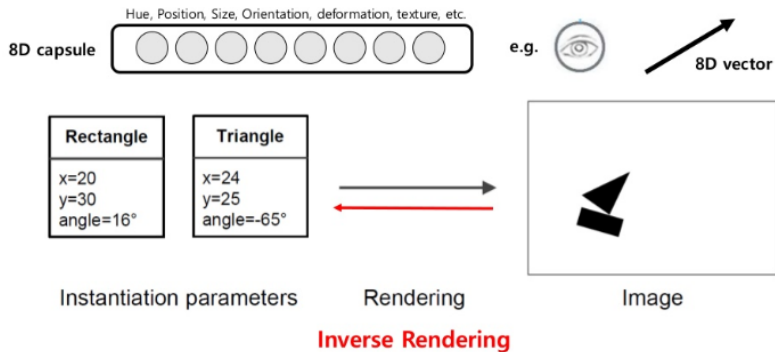 Hue, Position, Size, Orientation, deformation, texture, etc.
8D capsule
e.g.
8D vector
Rectangle
x=20
y=30
angle=16°
Triangle
x=24
y=25
angle=-65°
Instantiation parameters
Rendering
Image
Inverse Rendering